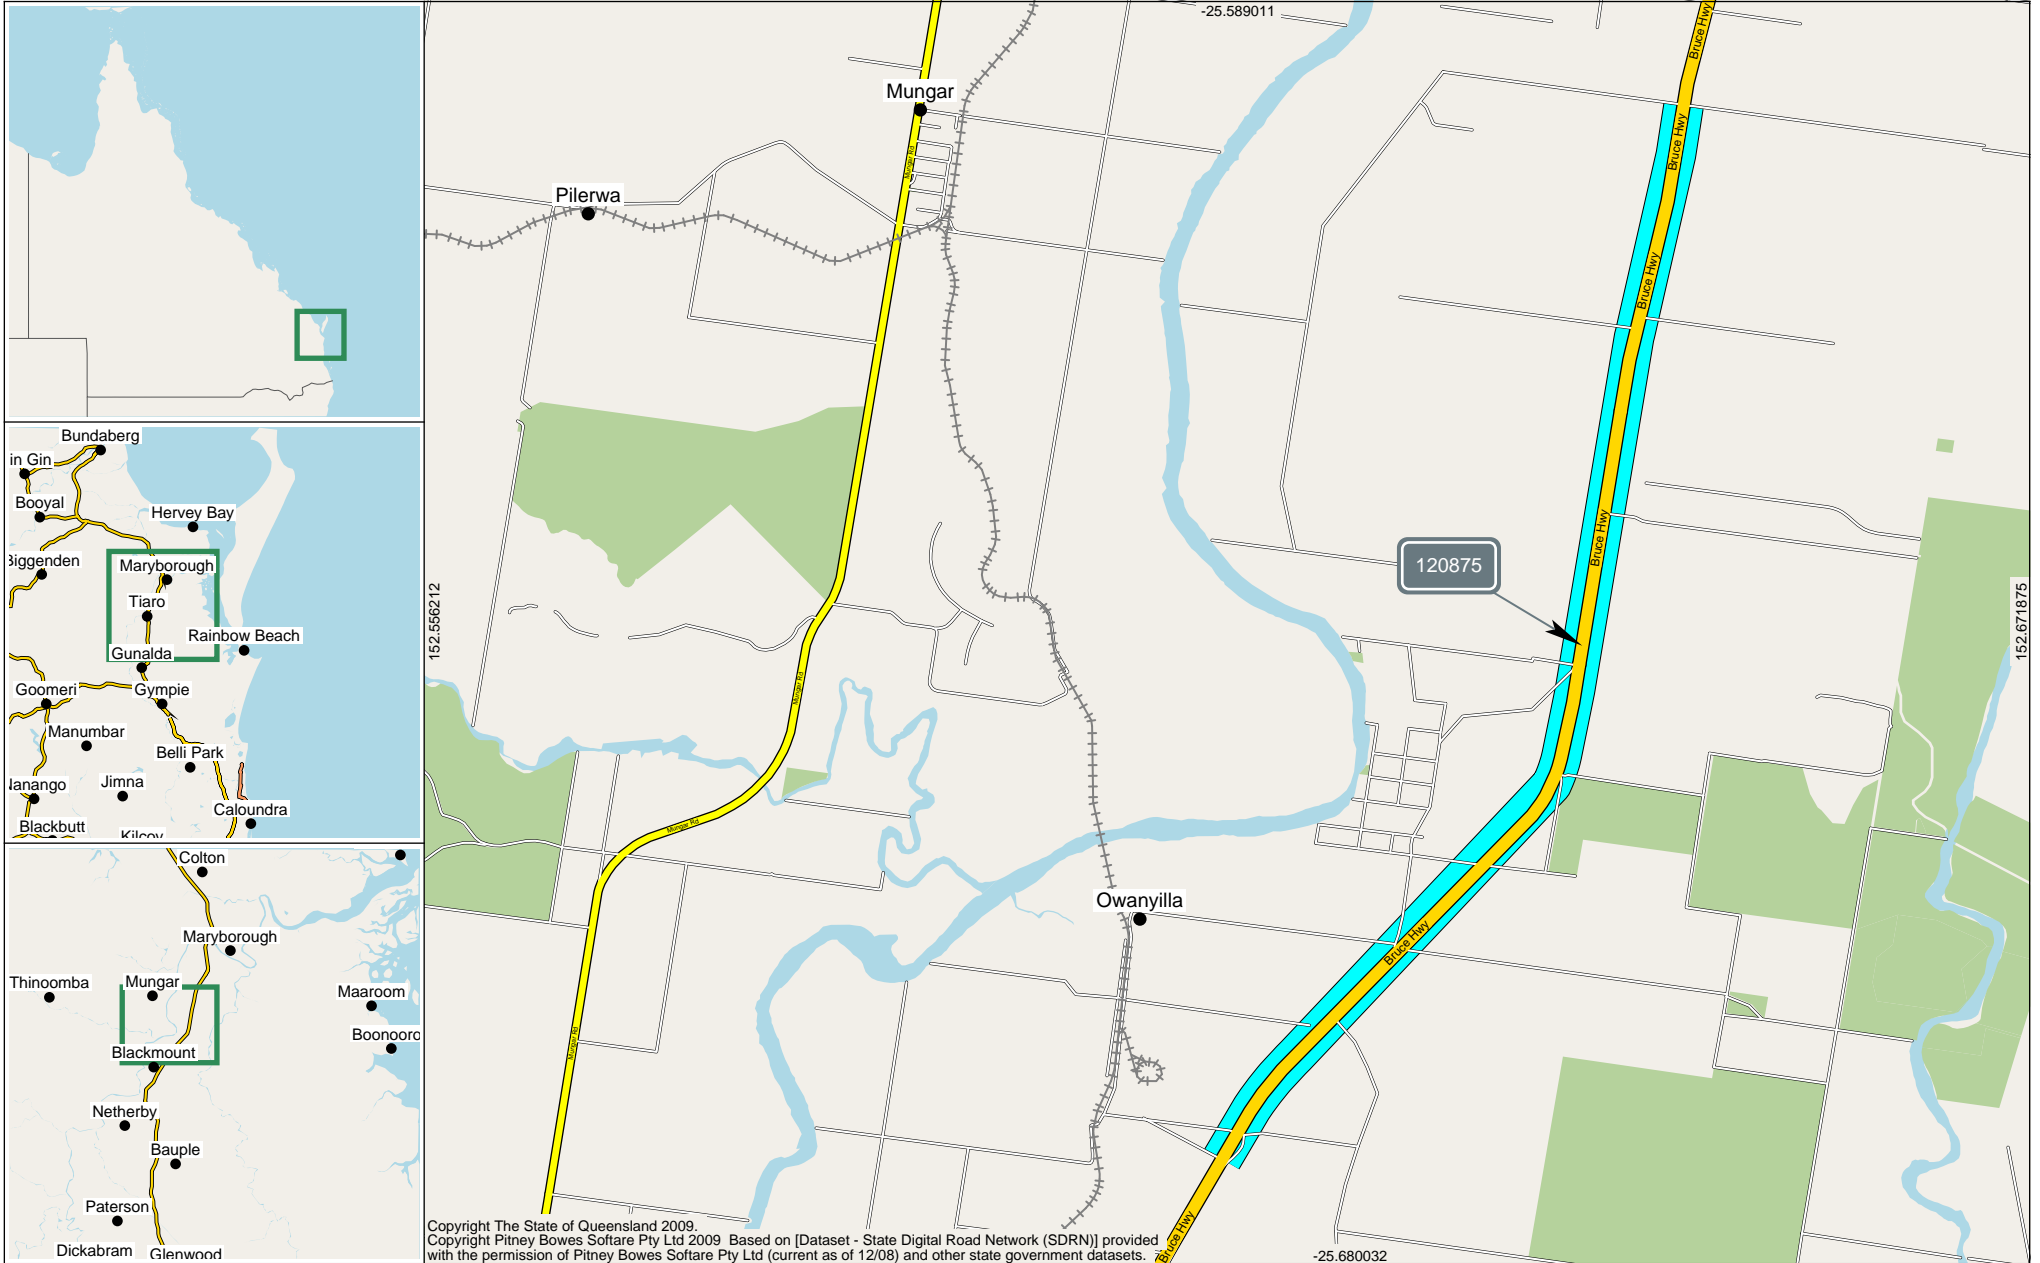 Bundaberg
in Gin
Booyal
Hervey Bay
Biggenden
Maryborough
Tiaro
Rainbow Beach
Gunalda
Goomeri
Gympie
Manumbar
Belli Park
Nanango
Jimna
Caloundra
Blackbutt
Kilcoy
Colton
Maryborough
Thinoomba
Mungar
Maaroom
Boonooro
Blackmount
Netherby
Bauple
Paterson
Dickabram
Glenwood
-25.589011
Bruce Hwy
Mungar
Bruce Hwy
Mungar Rd
Pilerwa
Bruce Hwy
Bruce Hwy
120875
152.556212
152.671875
Mungar Rd
Mungar Rd
Owanyilla
Bruce Hwy
Mungar Rd
Bruce Hwy
Copyright The State of Queensland 2009.
Copyright Pitney Bowes Softare Pty Ltd 2009 Based on [Dataset - State Digital Road Network (SDRN)] provided
with the permission of Pitney Bowes Softare Pty Ltd (current as of 12/08) and other state government datasets.
-25.680032